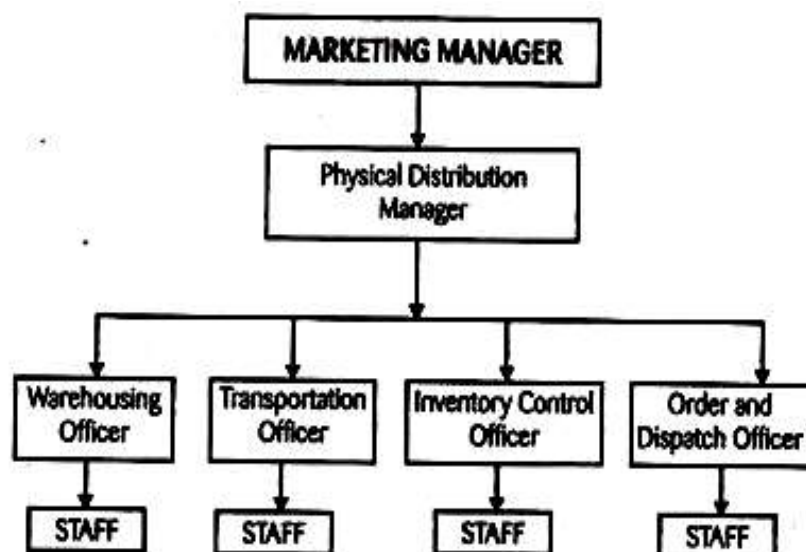 MARKETING MANAGER
Physical Distribution
Manager
Warehousing
Officer
Transportation
Officer
Inventory Control
Officer
Order and
Dispatch Officer
STAFF
STAFF
STAFF
STAFF